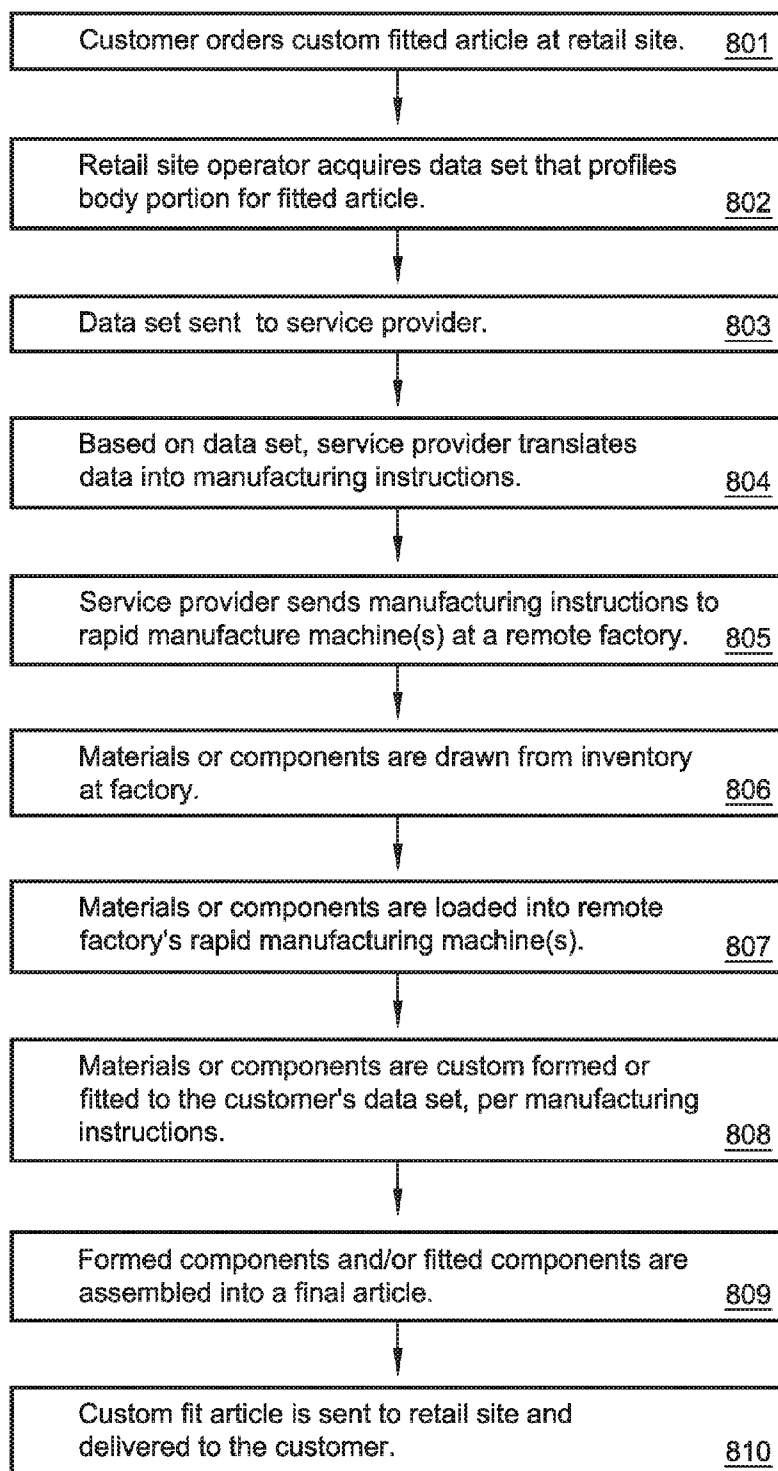 Customer orders custom fitted article at retail site. 801
Retail site operator acquires data set that profiles
body portion for fitted article. 802
Data set sent to service provider. 803
Based on data set, service provider translates
data into manufacturing instructions. 804
Service provider sends manufacturing instructions to
rapid manufacture machine(s) at a remote factory. 805
Materials or components are drawn from inventory
at factory. 806
Materials or components are loaded into remote
factory's rapid manufacturing machine(s). 807
Materials or components are custom formed or
fitted to the customer's data set, per manufacturing
instructions. 808
Formed components and/or fitted components are
assembled into a final article. 809
Custom fit article is sent to retail site and
delivered to the customer. 810